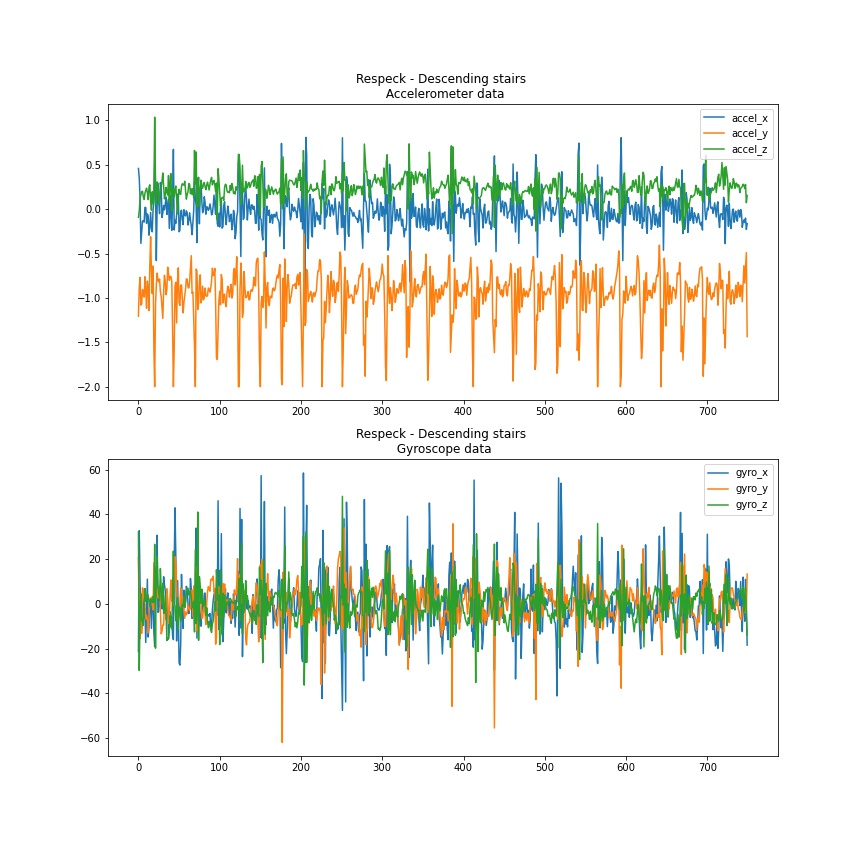 Respeck - Descending stairs
Accelerometer data
accel_x
accel_y
accel_z
1.0
0.5
0.0
−0.5
−1.0
−1.5
−2.0
0 100 200 300 400 500 600 700
Respeck - Descending stairs
Gyroscope data
gyro_x
gyro_y
gyro_z
60
40
20
0
−20
−40
−60
0 100 200 300 400 500 600 700